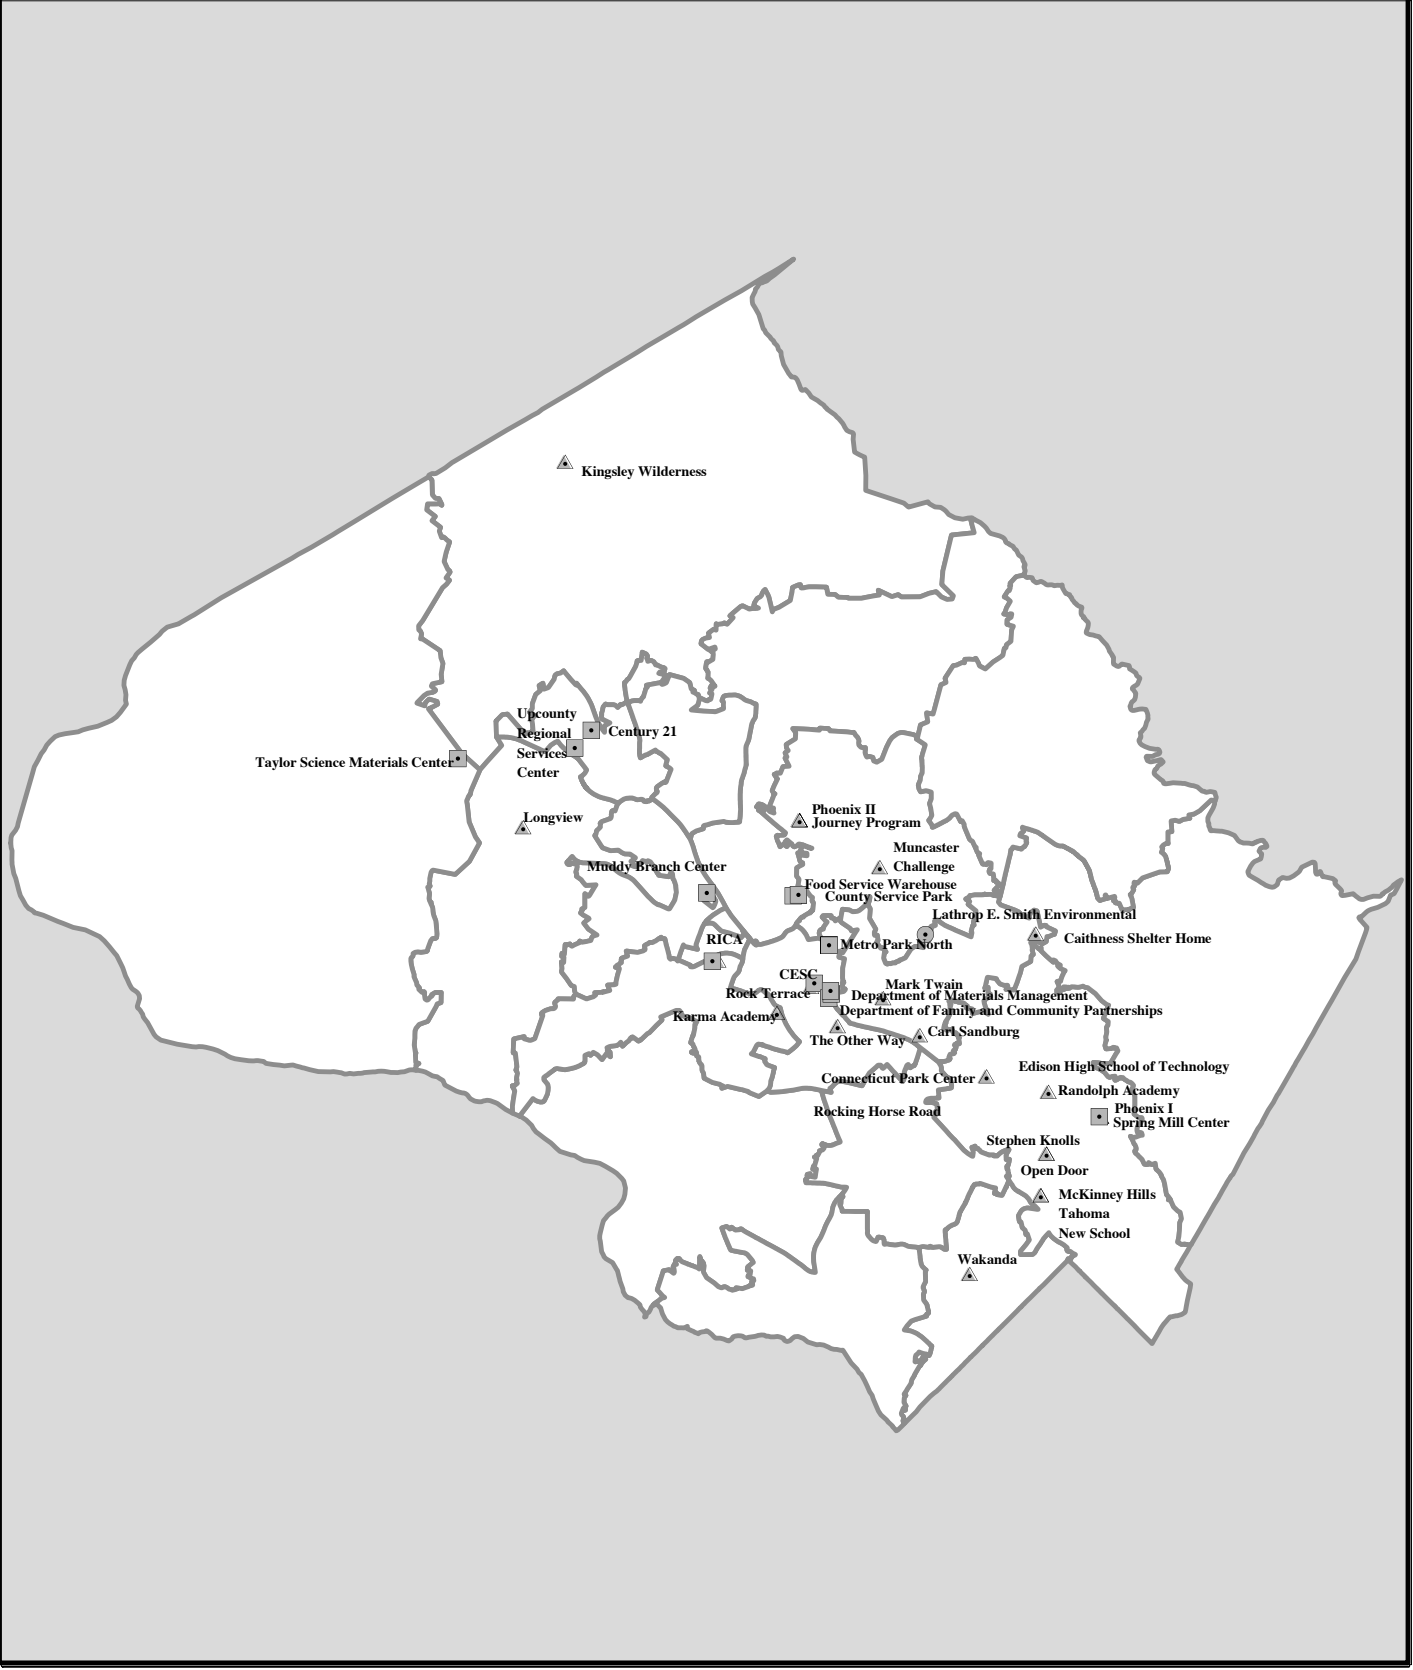 Kingsley Wilderness
Upcounty
Regional
Services
Center
Century 21
Taylor Science Materials Center
Longview
Phoenix II
Journey Program
Muncaster
Challenge
Muddy Branch Center
Food Service Warehouse
County Service Park
Lathrop E. Smith Environmental
Caithness Shelter Home
RICA
Metro Park North
CESC
Rock Terrace
Mark Twain
Department of Materials Management
Department of Family and Community Partnerships
Karma Academy
The Other Way
Carl Sandburg
Edison High School of Technology
Connecticut Park Center
Randolph Academy
Rocking Horse Road
Phoenix I
Spring Mill Center
Stephen Knolls
Open Door
McKinney Hills
Tahoma
New School
Wakanda